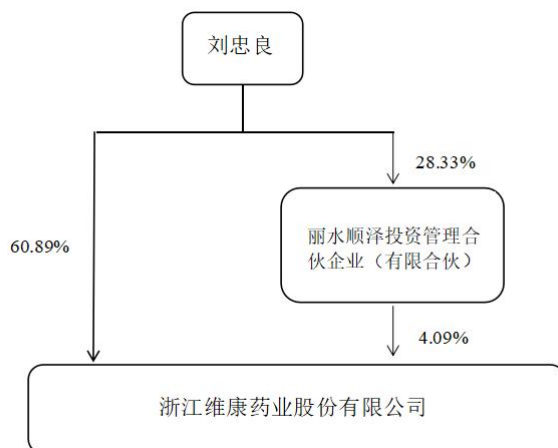 刘忠良
28.33%
丽水顺泽投资管理合
伙企业（有限合伙）
60.89%
4.09%
浙江维康药业股份有限公司